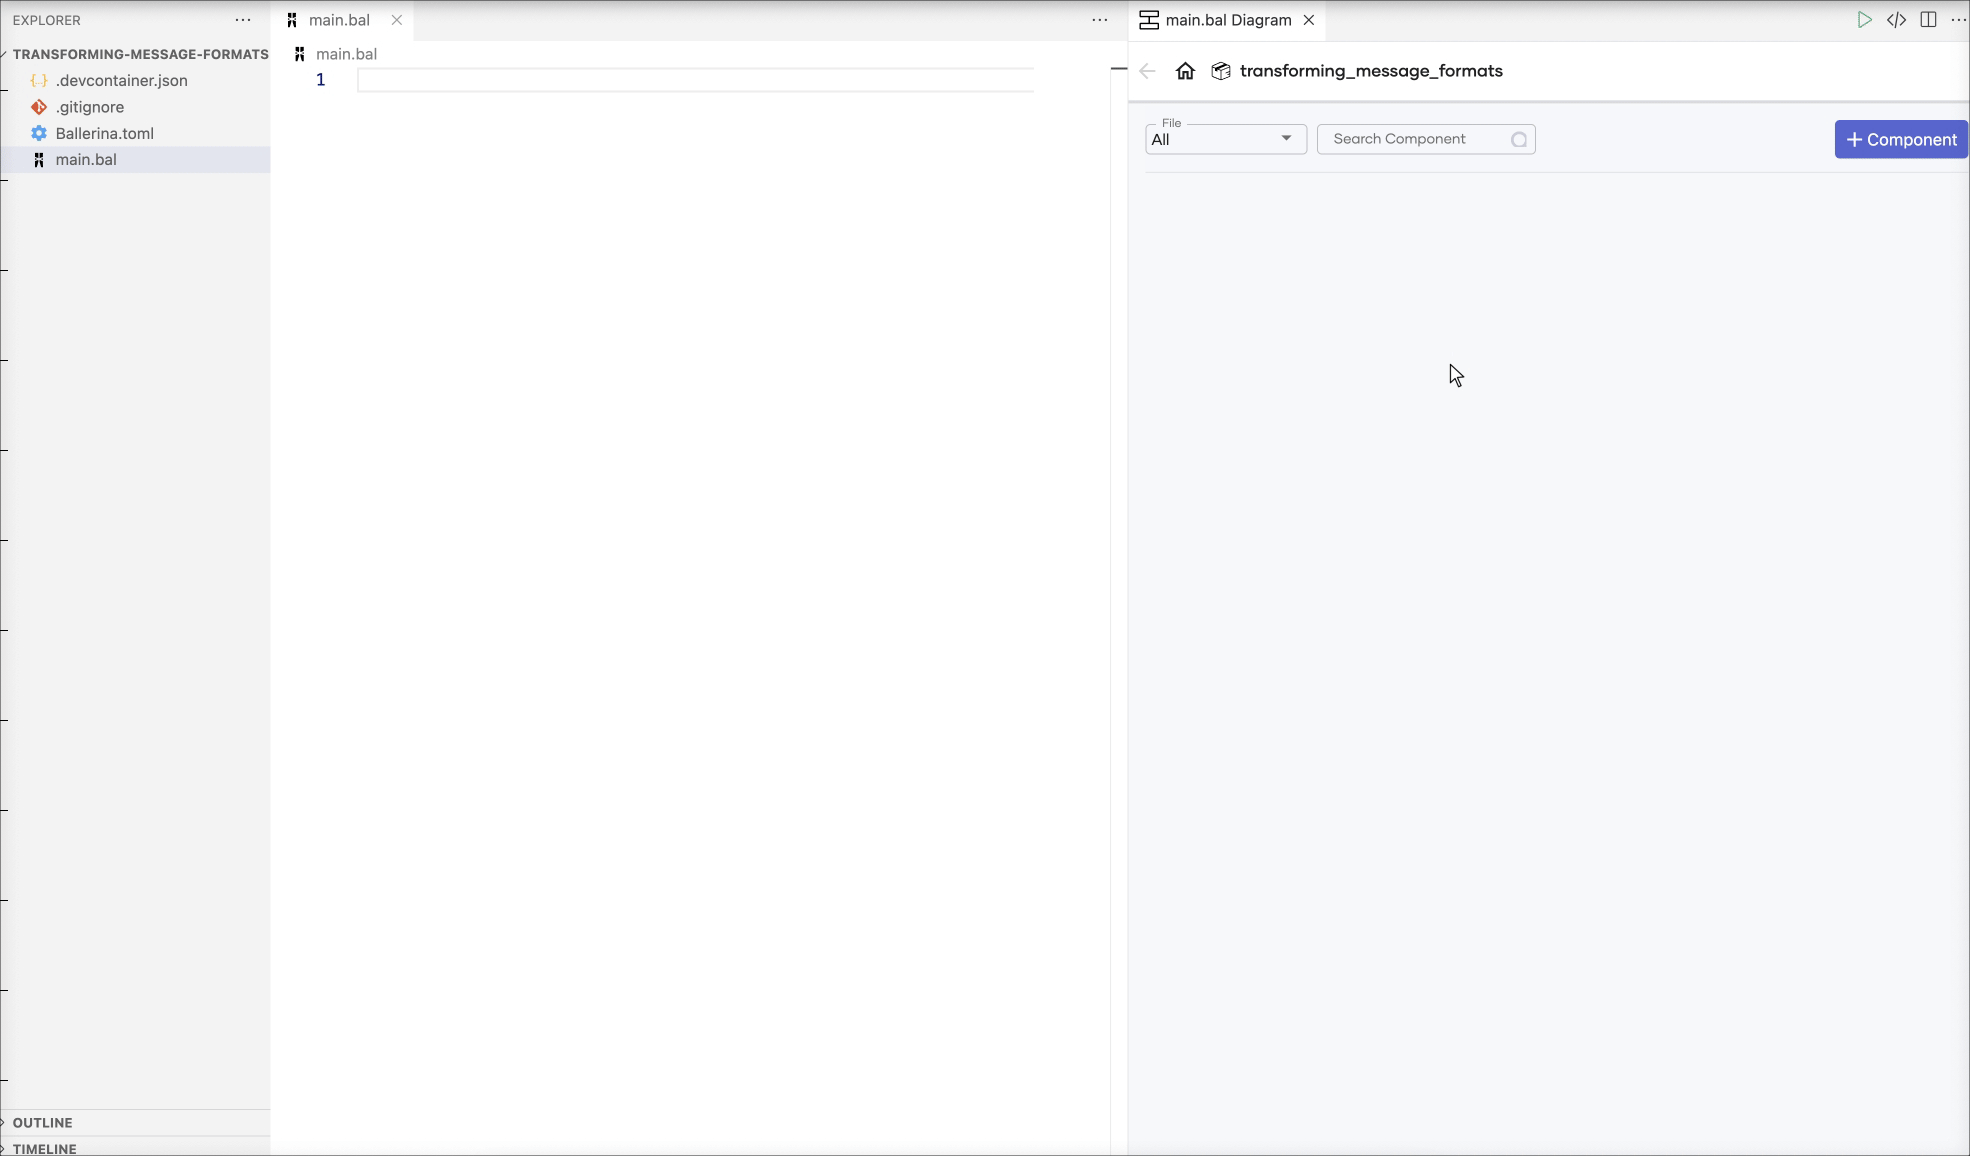 EXPLORER
TRANSFORMING-MESSAGE-FORMATS
.devcontainer.json
.gitignore
Ballerina.toml
main.bal
OUTLINE
TIMELINE
main.bal
main.bal
1
main.bal Diagram
transforming_message_formats
File
All
Search Component
+ Component